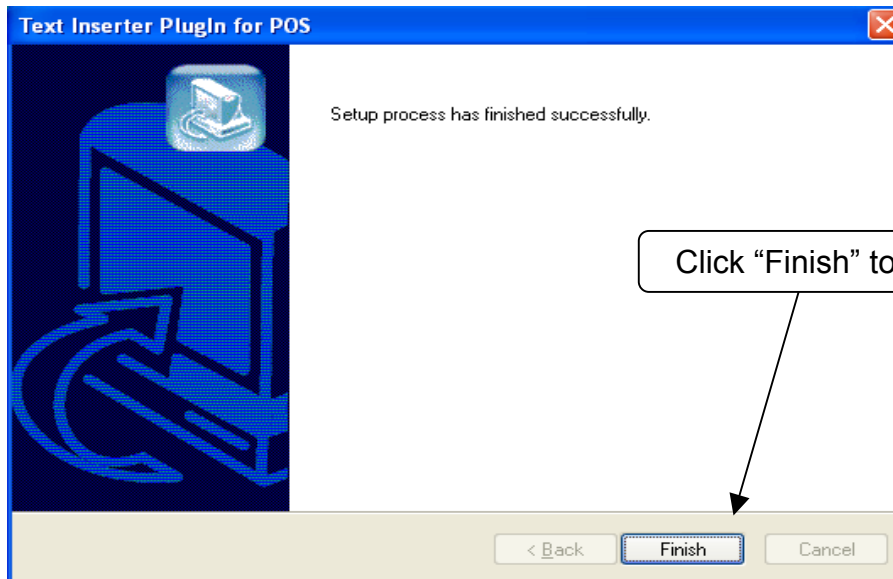 Text Inserter PlugIn for POS
Setup process has finished successfully.
Click “Finish” to
< Back
Finish
Cancel